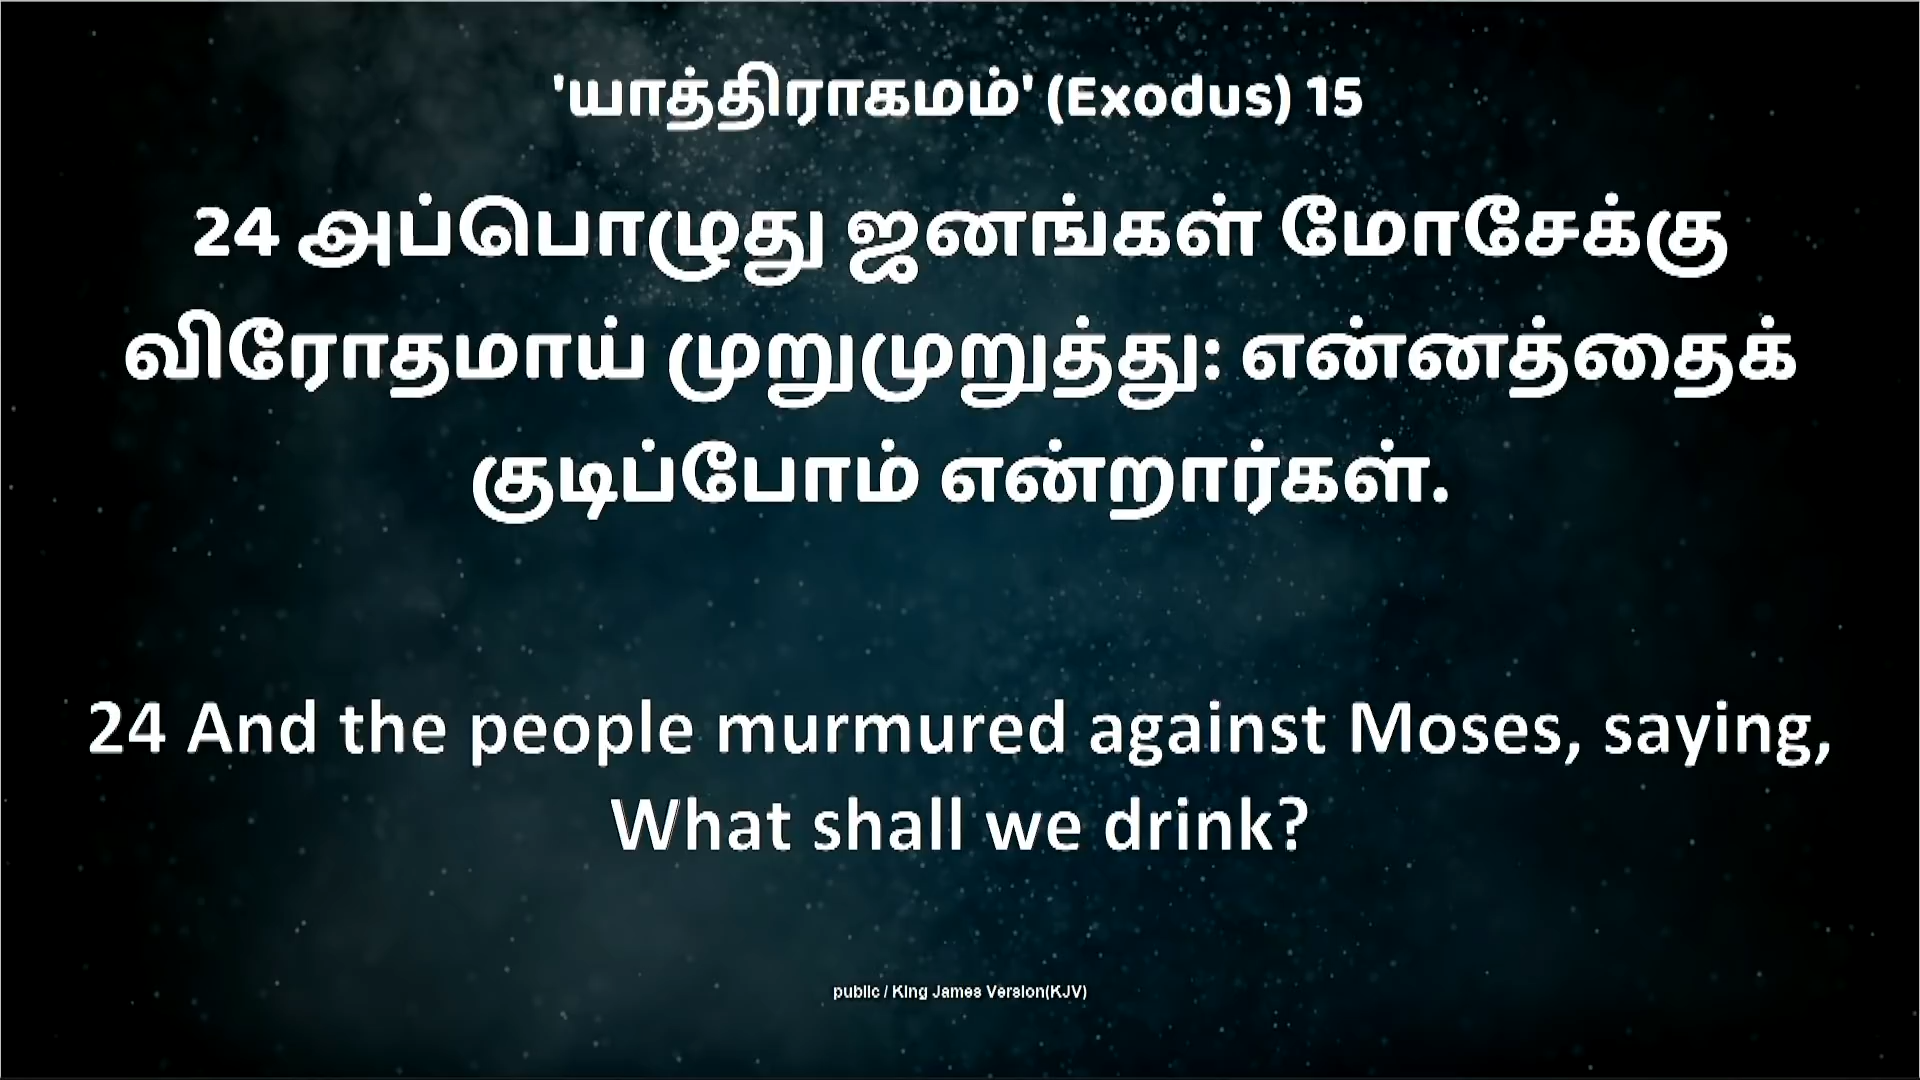 'யாத்திராகமம்' (Exodus) 15
24 அப்பொழுது ஜனங்கள் மோசேக்கு
விரோதமாய் முறுமுறுத்து: என்னத்தைக்
குடிப்போம் என்றார்கள்.
24 And the people murmured against Moses, saying,
What shall we drink?
public / King James Version(KJV)